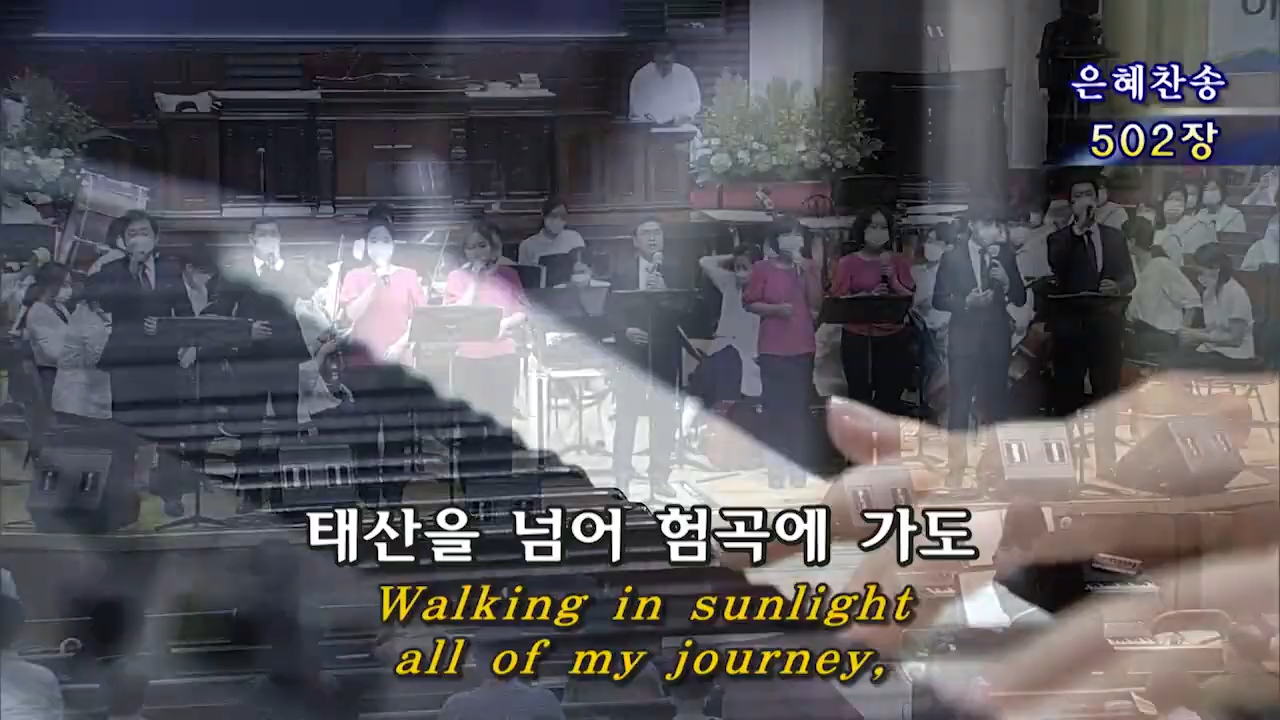 은혜찬송
502장
태산을 넘어 험곡에 가도
Walking in sunlight
all of my journey,